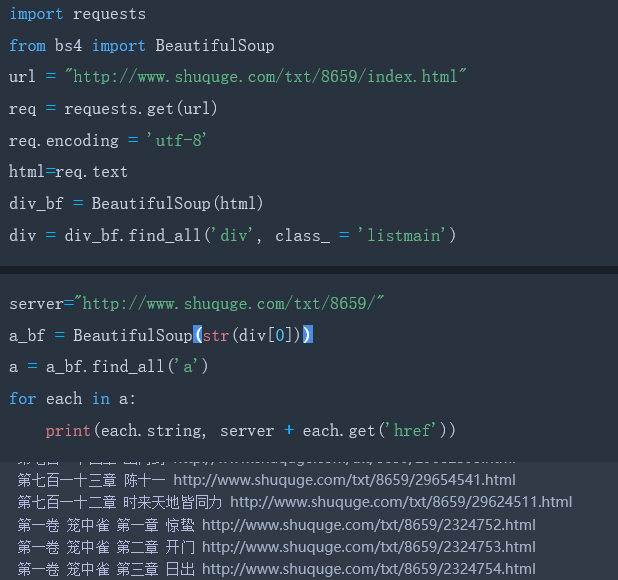 import requests
from bs4 import BeautifulSoup
url = "http://www.shuquge.com/txt/8659/index.html"
req = requests.get(url)
req.encoding = 'utf-8'
html=req.text
div_bf = BeautifulSoup(html)
div = div_bf.find_all('div', class_ = 'listmain')
server="http://www.shuquge.com/txt/8659/"
a_bf = BeautifulSoup(str(div[0]))
a = a_bf.find_all('a')
for each in a:
    print(each.string, server + each.get('href'))
第七百一十三章 陈十一 http://www.shuquge.com/txt/8659/29654541.html
第七百一十二章 时来天地皆同力 http://www.shuquge.com/txt/8659/29624511.html
第一卷 笼中雀 第一章 惊蛰 http://www.shuquge.com/txt/8659/2324752.html
第一卷 笼中雀 第二章 开门 http://www.shuquge.com/txt/8659/2324753.html
第一卷 笼中雀 第三章 日出 http://www.shuquge.com/txt/8659/2324754.html